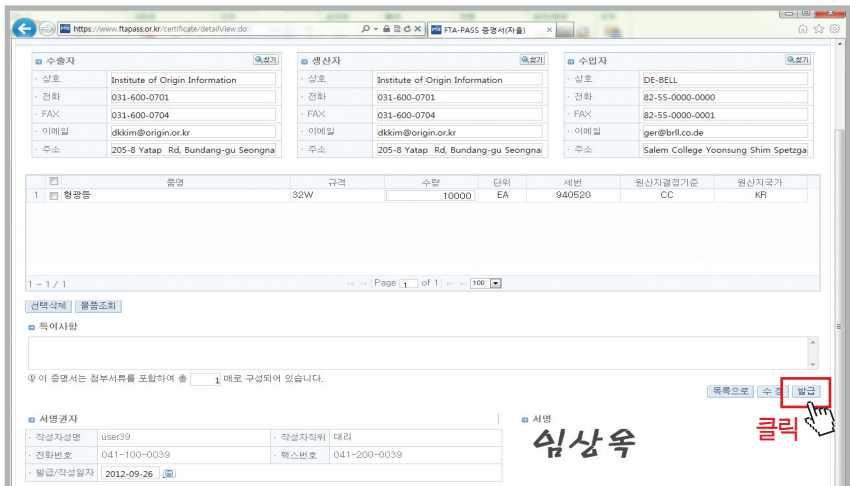 https://www.ftapass.or.kr/certificate/detailView.do FTA-PASS 증명서(자율)
수출자 찾기 생산자 찾기 수입자 찾기
상호 Institute of Origin Information 상호 Institute of Origin Information 상호 DE-BELL
전화 031-600-0701 전화 031-600-0701 전화 82-55-0000-0000
FAX 031-600-0704 FAX 031-600-0704 FAX 82-55-0000-0001
이메일 dkkim@origin.or.kr 이메일 dkkim@origin.or.kr 이메일 ger@brll.co.de
주소 205-8 Yatap Rd, Bundang-gu Seongna 주소 205-8 Yatap Rd, Bundang-gu Seongna 주소 Salem College Yoonsung Shim Spetzga
품명 규격 수량 단위 세번 원산지결정기준 원산지국가
1 형광등 32W 10000 EA 940520 CC KR
1 - 1 / 1 Page 1 of 1 100
선택삭제 물품조회
특이사항
이 증명서는 첨부서류를 포함하여 총 1 매로 구성되어 있습니다.
목록으로 수정 발급
클릭
서명권자 서명
작성자성명 user39 작성자직위 대리 임상옥
전화번호 041-100-0039 팩스번호 041-200-0039
발급/작성일자 2012-09-26